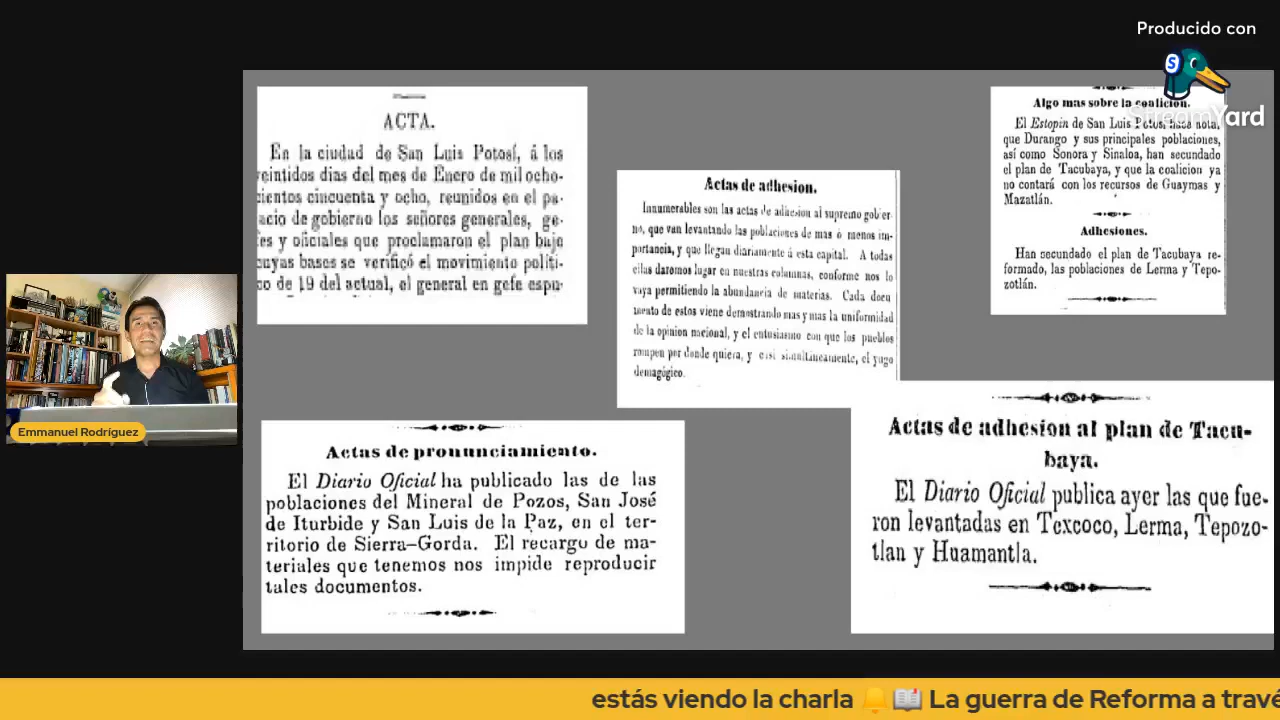 Producido con
StreamYard
ACTA.
En la ciudad de San Luis Potosí, á los
veintidos dias del mes de Enero de mil ocho-
cientos cincuenta y ocho, reunidos en el pa-
acio de gobierno los señores generales, ge-
fes y oficiales que proclamaron el plan bajo
cuyas bases se verificó el movimiento políti-
co de 19 del actual, el general en gefe espu-
Actas de adhesion.
Innumerables son las actas de adhesion al supremo gobier-
no, que van levantando las poblaciones de mas ó menos im-
portancia, y que llegan diariamente á esta capital. A todas
ellas daremos lugar en nuestras columnas, conforme nos lo
vaya permitiendo la abundancia de materias. Cada docu
mento de estos viene demostrando mas y mas la uniformidad
de la opinion nacional, y el entusiasmo con que los pueblos
rompen por donde quiera, y casi simultaneamente, el yugo
demagógico.
Algo mas sobre la coalicion.
El Estopin de San Luis Potosí, hace notar
que Durango y sus principales poblaciones,
así como Sonora y Sinaloa, han secundado
el plan de Tacubaya, y que la coalicion ya
no contará con los recursos de Guaymas y
Mazatlán.
Adhesiones.
Han secundado el plan de Tacubaya re-
formado, las poblaciones de Lerma y Tepo-
zotlán.
Emmanuel Rodríguez
Actas de pronunciamiento.
El Diario Oficial ha publicado las de las
poblaciones del Mineral de Pozos, San José
de Iturbide y San Luis de la Paz, en el ter-
ritorio de Sierra-Gorda. El recargo de ma-
teriales que tenemos nos impide reproducir
tales documentos.
Actas de adhesion al plan de Tacu-
baya.
El Diario Oficial publica ayer las que fue-
ron levantadas en Texcoco, Lerma, Tepozo-
tlan y Huamantla.
estás viendo la charla 🔔📖 La guerra de Reforma a travé